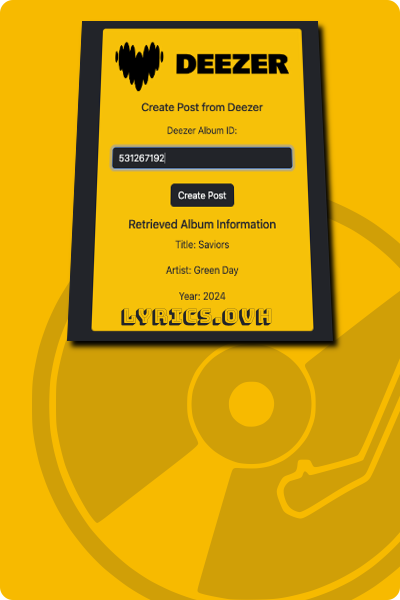 DEEZER
Create Post from Deezer
Deezer Album ID:
531267192
Create Post
Retrieved Album Information
Title: Saviors
Artist: Green Day
Year: 2024
LYRICS.OVH